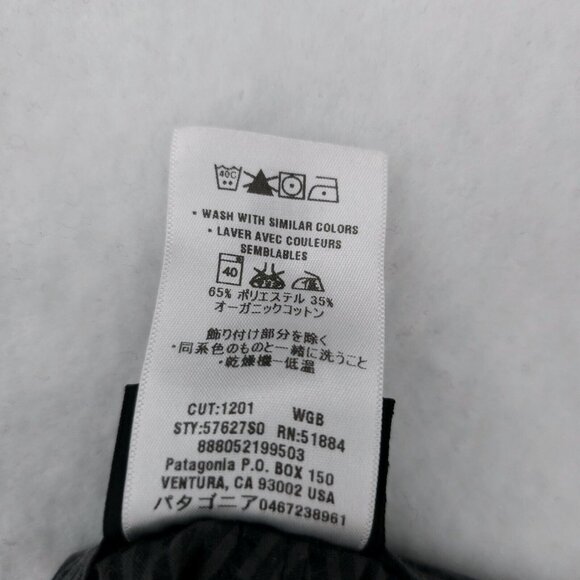 40C
• WASH WITH SIMILAR COLORS
• LAVER AVEC COULEURS
SEMBLABLES
40
65% ポリエステル 35%
オーガニックコットン
飾り付け部分を除く
・同系色のものと一緒に洗うこと
・乾燥機－低温
CUT:1201 WGB
STY:57627S0 RN:51884
888052199503
Patagonia P.O. BOX 150
VENTURA, CA 93002 USA
パタゴニア0467238961